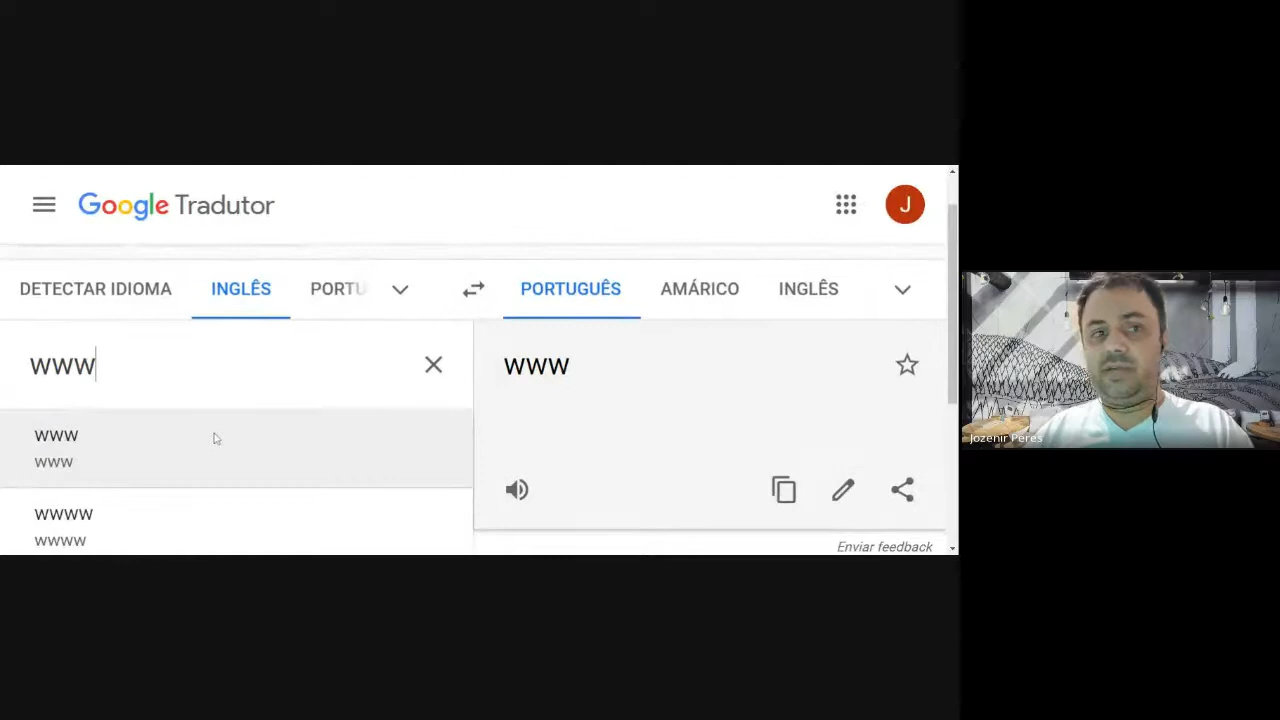 Google Tradutor
J
DETECTAR IDIOMA INGLÊS PORTU PORTUGUÊS AMÁRICO INGLÊS
www www
www
www
wwww
wwww
Enviar feedback
Jozenir Peres